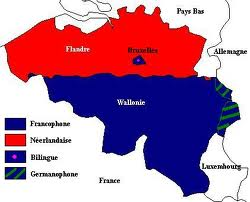 Pays Bas
Flandre
Bruxelles
Allemagne
Wallonie
Francophone
Néerlandaise
Bilingue
Germanophone
Luxembourg
France